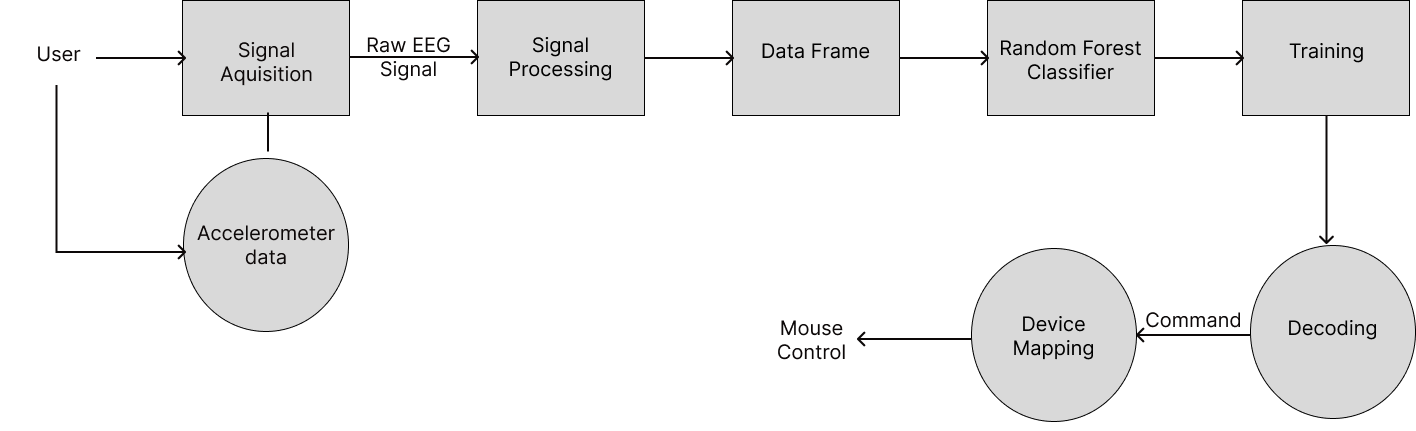 User
Signal
Aquisition
Raw EEG
Signal
Signal
Processing
Data Frame
Random Forest
Classifier
Training
Accelerometer
data
Mouse
Control
Device
Mapping
Command
Decoding